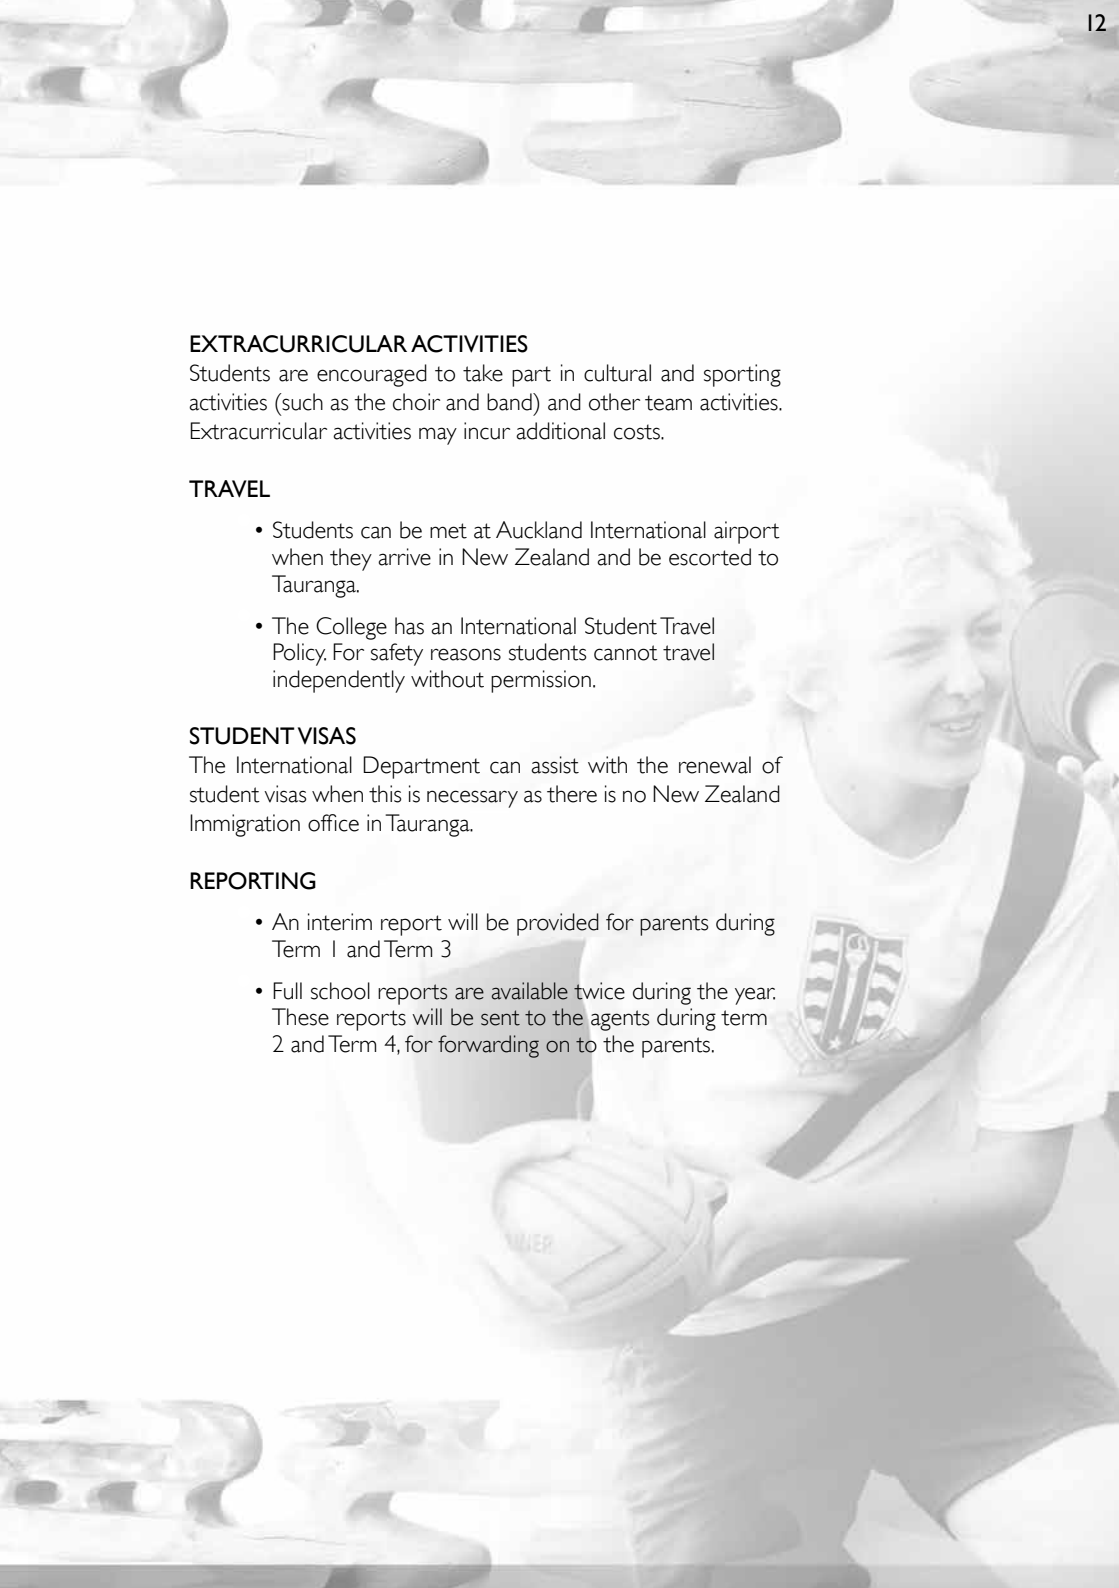 12
EXTRACURRICULAR ACTIVITIES
Students are encouraged to take part in cultural and sporting
activities (such as the choir and band) and other team activities.
Extracurricular activities may incur additional costs.
TRAVEL
• Students can be met at Auckland International airport
when they arrive in New Zealand and be escorted to
Tauranga.
• The College has an International Student Travel
Policy. For safety reasons students cannot travel
independently without permission.
STUDENT VISAS
The International Department can assist with the renewal of
student visas when this is necessary as there is no New Zealand
Immigration office in Tauranga.
REPORTING
• An interim report will be provided for parents during
Term 1 and Term 3
• Full school reports are available twice during the year.
These reports will be sent to the agents during term
2 and Term 4, for forwarding on to the parents.